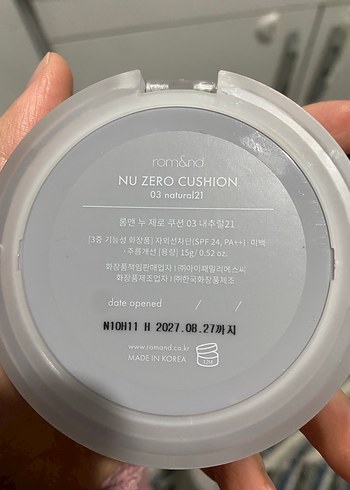 rom&nd
NU ZERO CUSHION
03 natural21
롬앤 누 제로 쿠션 03 내추럴21
[3중 기능성 화장품] 자외선차단(SPF 24, PA++)·미백
·주름개선 [용량] 15g/ 0.52 oz.
화장품책임판매업자 | ㈜아이패밀리에스씨
화장품제조업자 | ㈜한국화장품제조
date opened / /
N10H11 H 2027.08.27까지
www.romand.co.kr
MADE IN KOREA
12M